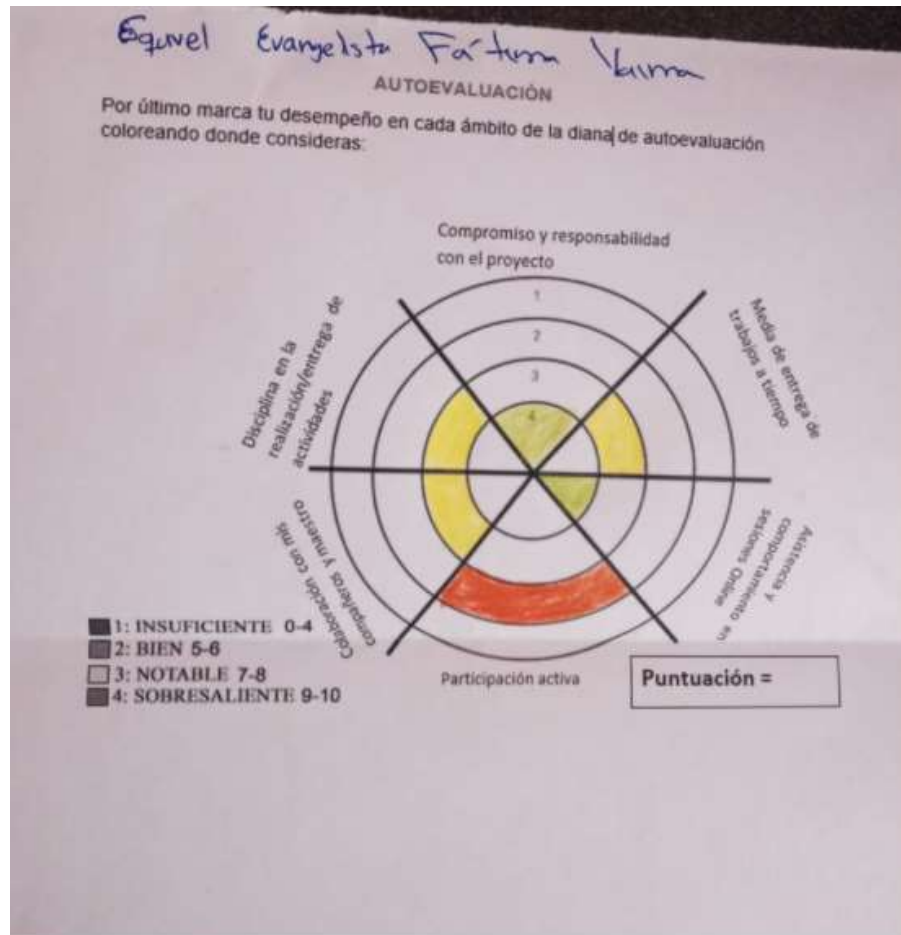 Esquivel Evangelista Fátima
AUTOEVALUACIÓN
Por último marca tu desempeño en cada ámbito de la diana de autoevaluación
coloreando donde consideras:
Compromiso y responsabilidad
con el proyecto
Media de entrega de
trabajos a tiempo
Disciplina en la
realización/entrega de
actividades
1
2
3
4
Colaboración con mis
compañeros y maestro
Asistencia y
comportamiento en
sesiones Online
Participación activa
1: INSUFICIENTE 0-4
2: BIEN 5-6
3: NOTABLE 7-8
4: SOBRESALIENTE 9-10
Puntuación =